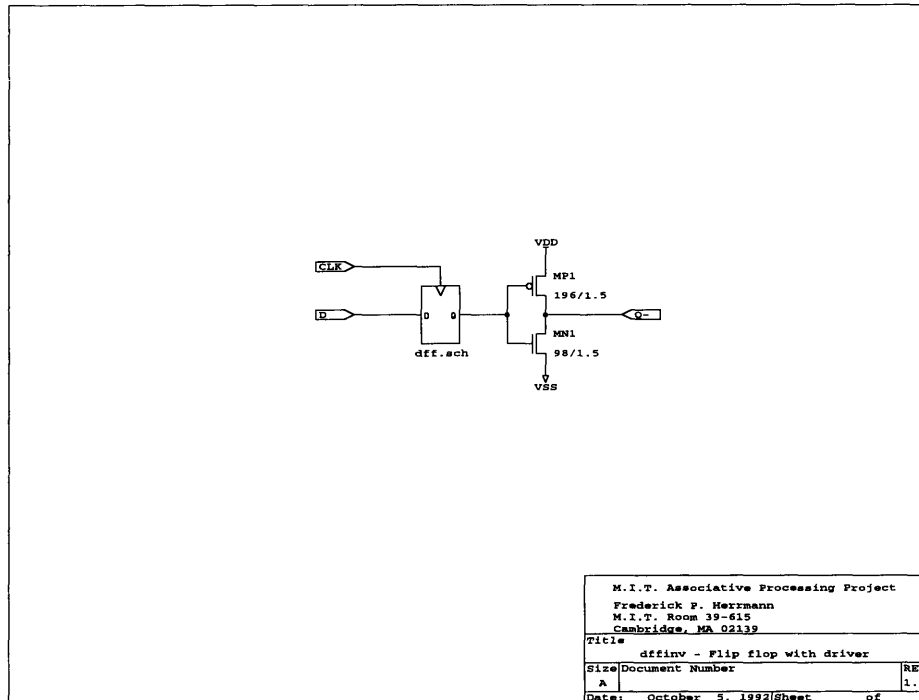 VDD
CLK
MP1
196/1.5
D
D Q
Q-
MN1
dff.sch
98/1.5
VSS
M.I.T. Associative Processing Project
Frederick P. Herrmann
M.I.T. Room 39-615
Cambridge, MA 02139
Title
dffinv - Flip flop with driver
Size Document Number RE
A 1.
Date: October 5, 1992 Sheet of